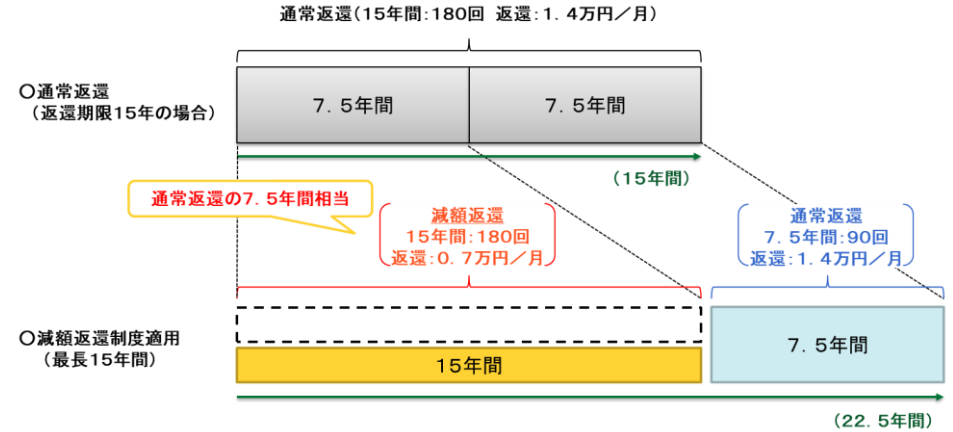 通常返還(15年間:180回 返還:1.4万円/月)
○通常返還
(返還期限15年の場合)
7.5年間
7.5年間
(15年間)
通常返還の7.5年間相当
減額返還
15年間:180回
返還:0.7万円/月
通常返還
7.5年間:90回
返還:1.4万円/月
○減額返還制度適用
(最長15年間)
15年間
7.5年間
(22.5年間)